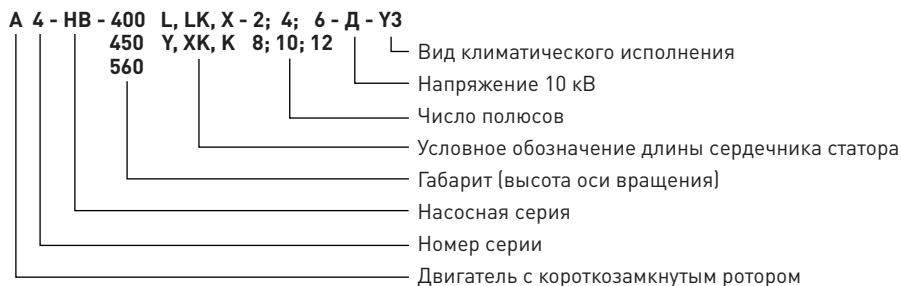 А 4 - НВ - 400 L, LK, X - 2; 4; 6 - Д - У3
450 Y, XK, K 8; 10; 12
560
Вид климатического исполнения
Напряжение 10 кВ
Число полюсов
Условное обозначение длины сердечника статора
Габарит (высота оси вращения)
Насосная серия
Номер серии
Двигатель с короткозамкнутым ротором